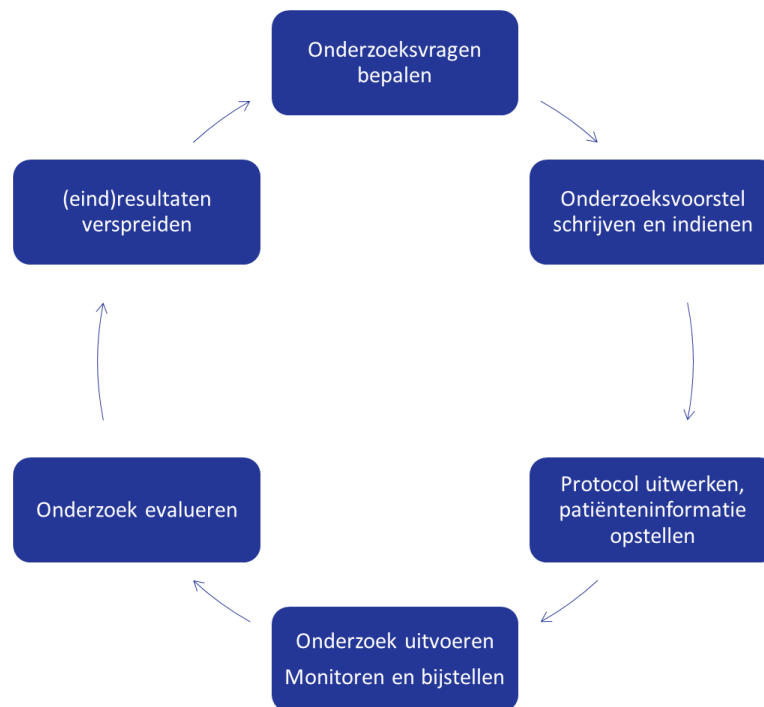 Onderzoeksvragen
bepalen
Onderzoeksvoorstel
schrijven en indienen
Protocol uitwerken,
patiënteninformatie
opstellen
Onderzoek uitvoeren
Monitoren en bijstellen
Onderzoek evalueren
(eind)resultaten
verspreiden